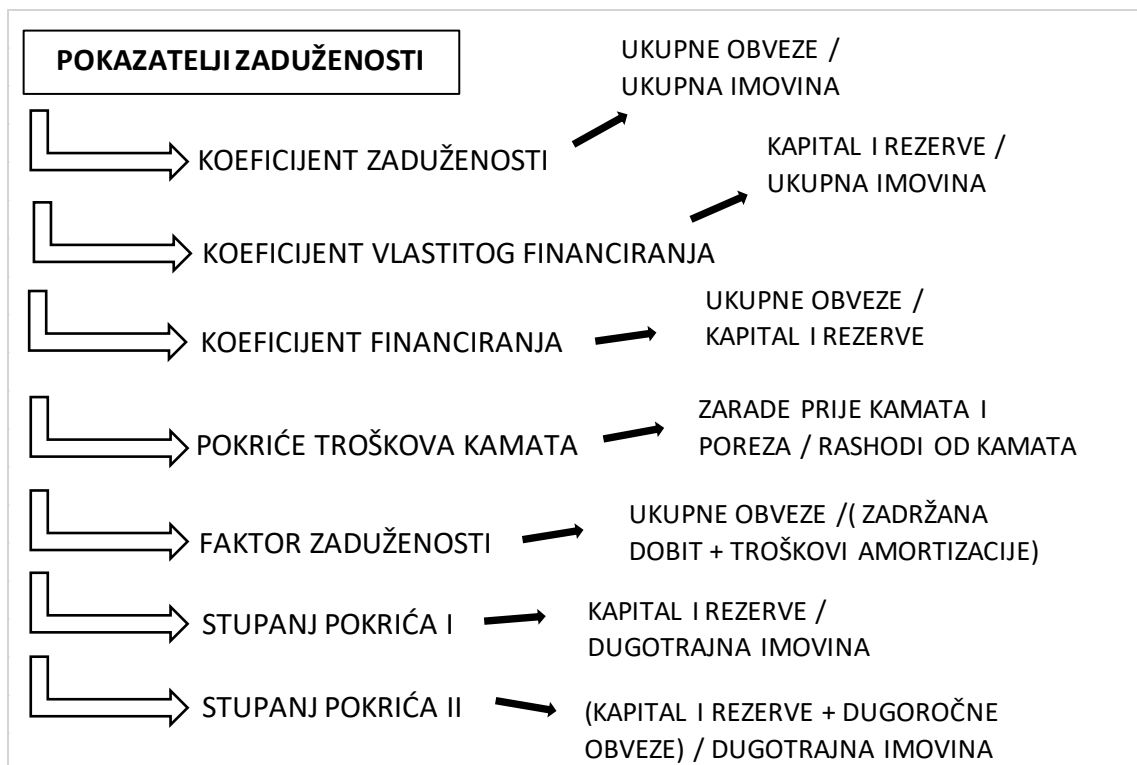 POKAZATELJI ZADUŽENOSTI
UKUPNE OBVEZE /
UKUPNA IMOVINA
KOEFICIJENT ZADUŽENOSTI
KAPITAL I REZERVE /
UKUPNA IMOVINA
KOEFICIJENT VLASTITOG FINANCIRANJA
UKUPNE OBVEZE /
KAPITAL I REZERVE
KOEFICIJENT FINANCIRANJA
ZARADE PRIJE KAMATA I
POREZA / RASHODI OD KAMATA
POKRIĆE TROŠKOVA KAMATA
UKUPNE OBVEZE /( ZADRŽANA
DOBIT + TROŠKOVI AMORTIZACIJE)
FAKTOR ZADUŽENOSTI
KAPITAL I REZERVE /
DUGOTRAJNA IMOVINA
STUPANJ POKRIĆA I
STUPANJ POKRIĆA II
(KAPITAL I REZERVE + DUGOROČNE
OBVEZE) / DUGOTRAJNA IMOVINA